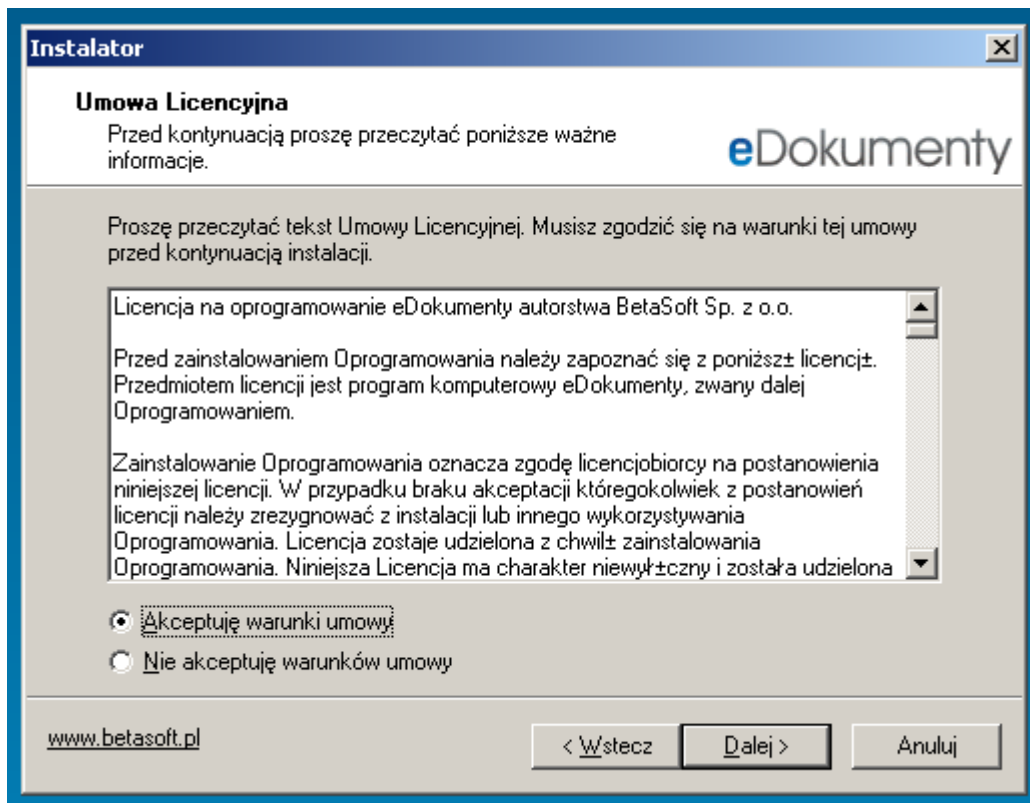 Instalator
Umowa Licencyjna
Przed kontynuacją proszę przeczytać poniższe ważne
informacje.
eDokumenty
Proszę przeczytać tekst Umowy Licencyjnej. Musisz zgodzić się na warunki tej umowy
przed kontynuacją instalacji.
Licencja na oprogramowanie eDokumenty autorstwa BetaSoft Sp. z o.o.
Przed zainstalowaniem Oprogramowania należy zapoznać się z poniższ± licencj±.
Przedmiotem licencji jest program komputerowy eDokumenty, zwany dalej
Oprogramowaniem.
Zainstalowanie Oprogramowania oznacza zgodę licencjobiorcy na postanowienia
niniejszej licencji. W przypadku braku akceptacji któregokolwiek z postanowień
licencji należy zrezygnować z instalacji lub innego wykorzystywania
Oprogramowania. Licencja zostaje udzielona z chwil± zainstalowania
Oprogramowania. Niniejsza Licencja ma charakter niewył±czny i została udzielona
Akceptuję warunki umowy
Nie akceptuję warunków umowy
www.betasoft.pl
< Wstecz
Dalej >
Anuluj